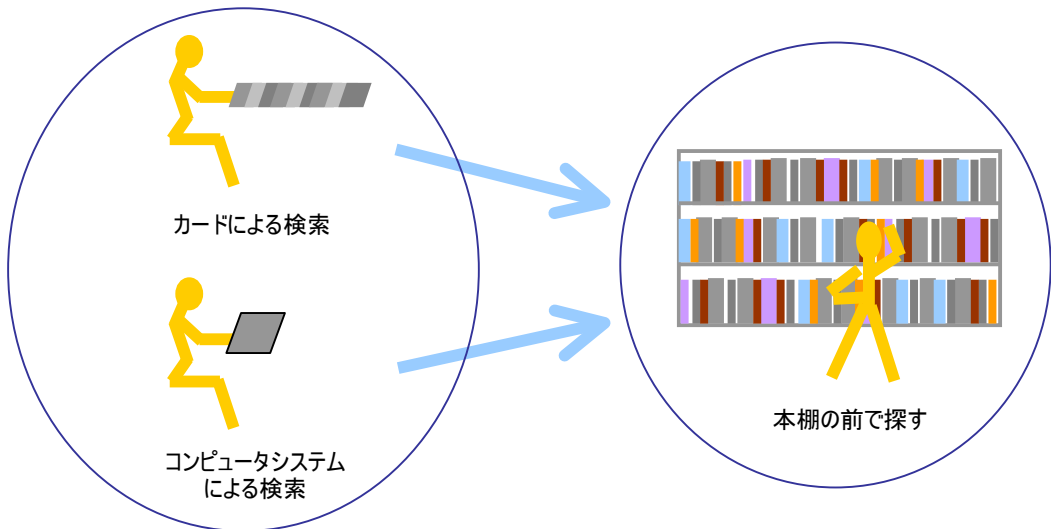 カードによる検索
コンピュータシステム
による検索
本棚の前で探す